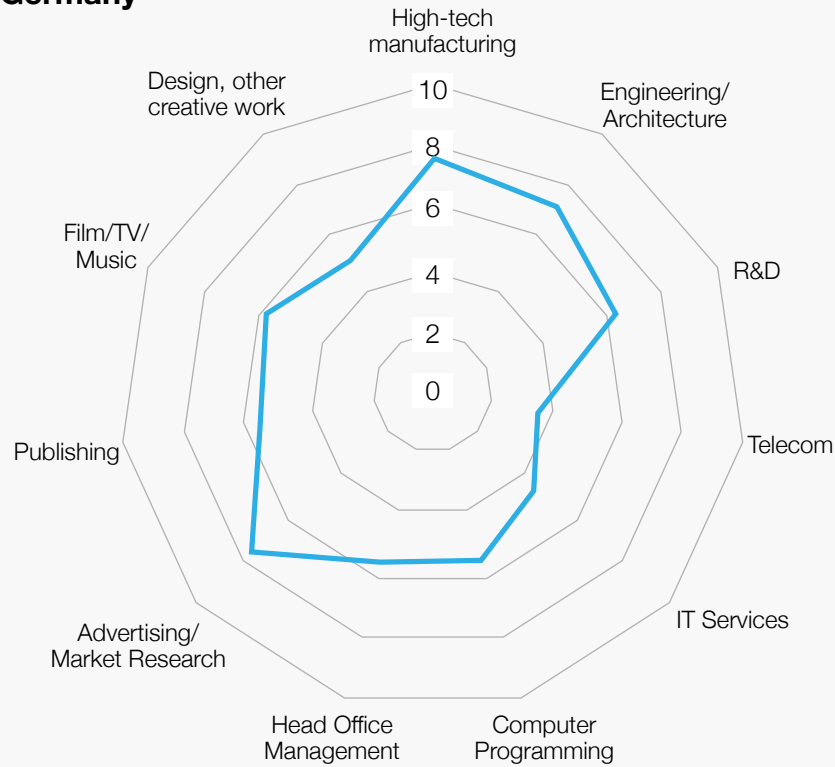 Germany
High-tech
manufacturing
Engineering/
Architecture
R&D
Telecom
IT Services
Computer
Programming
Head Office
Management
Advertising/
Market Research
Publishing
Film/TV/
Music
Design, other
creative work
10
8
6
4
2
0